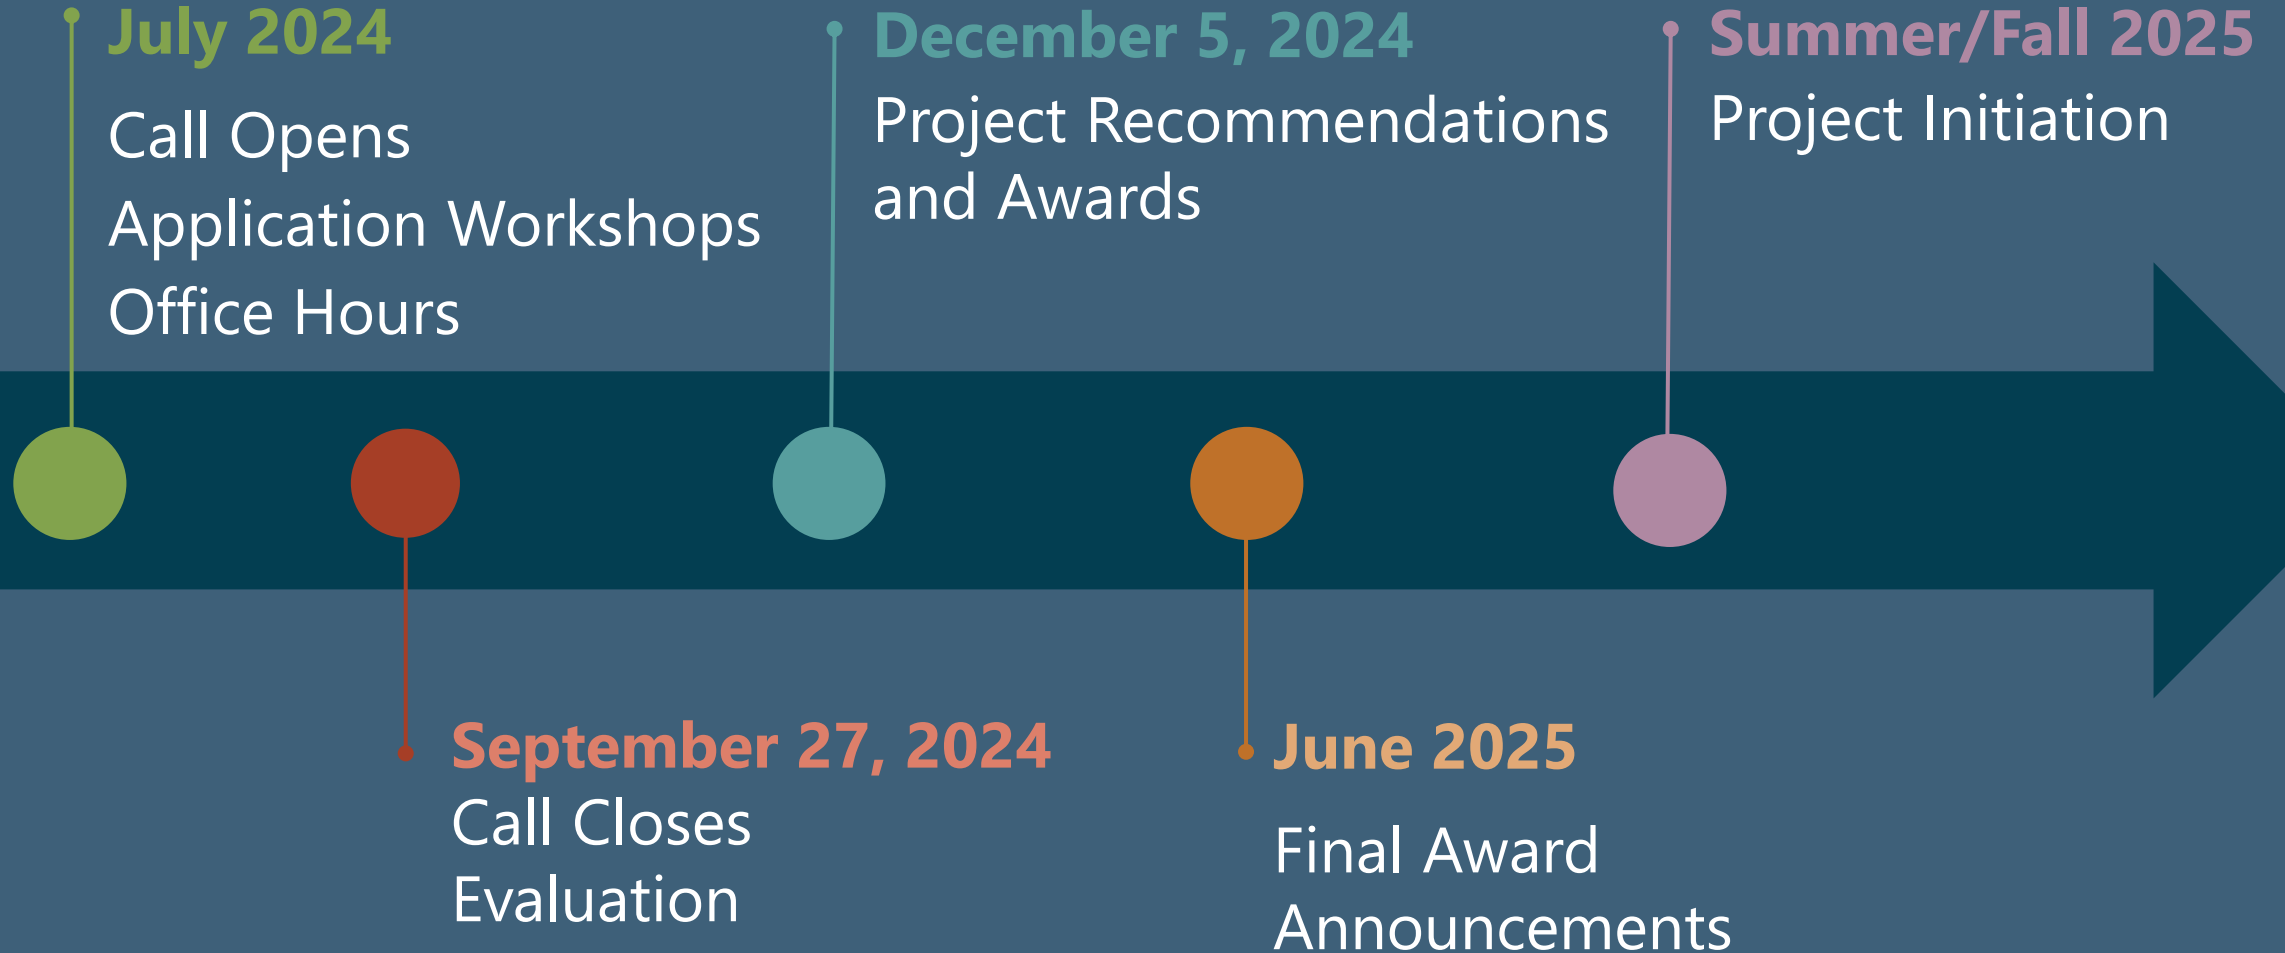 July 2024
Call Opens
Application Workshops
Office Hours
September 27, 2024
Call Closes
Evaluation
December 5, 2024
Project Recommendations
and Awards
June 2025
Final Award
Announcements
Summer/Fall 2025
Project Initiation